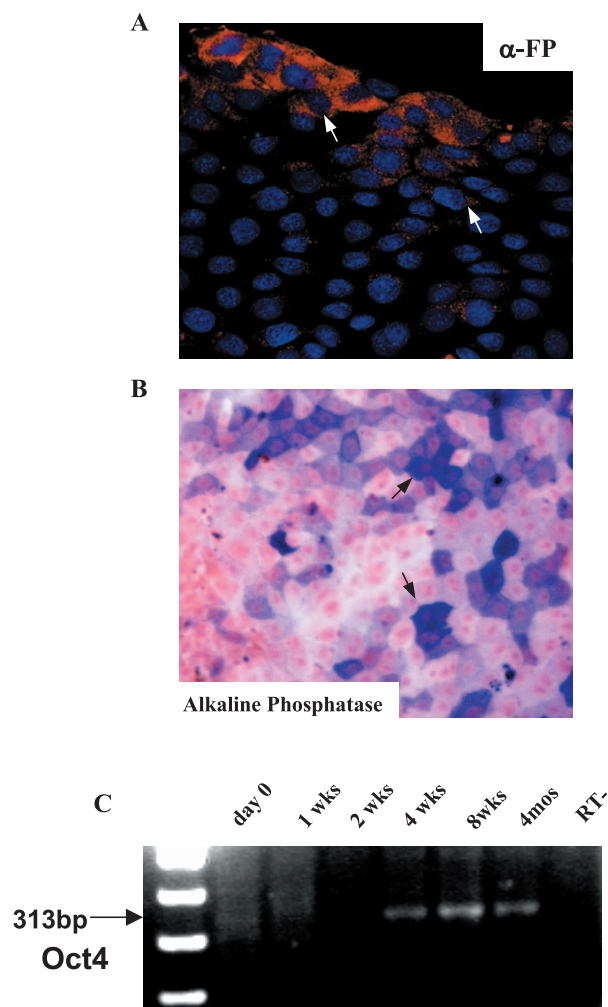 A
α-FP
B
Alkaline Phosphatase
C
day 0 1 wks 2 wks 4 wks 8wks 4mos RT-
313bp
Oct4